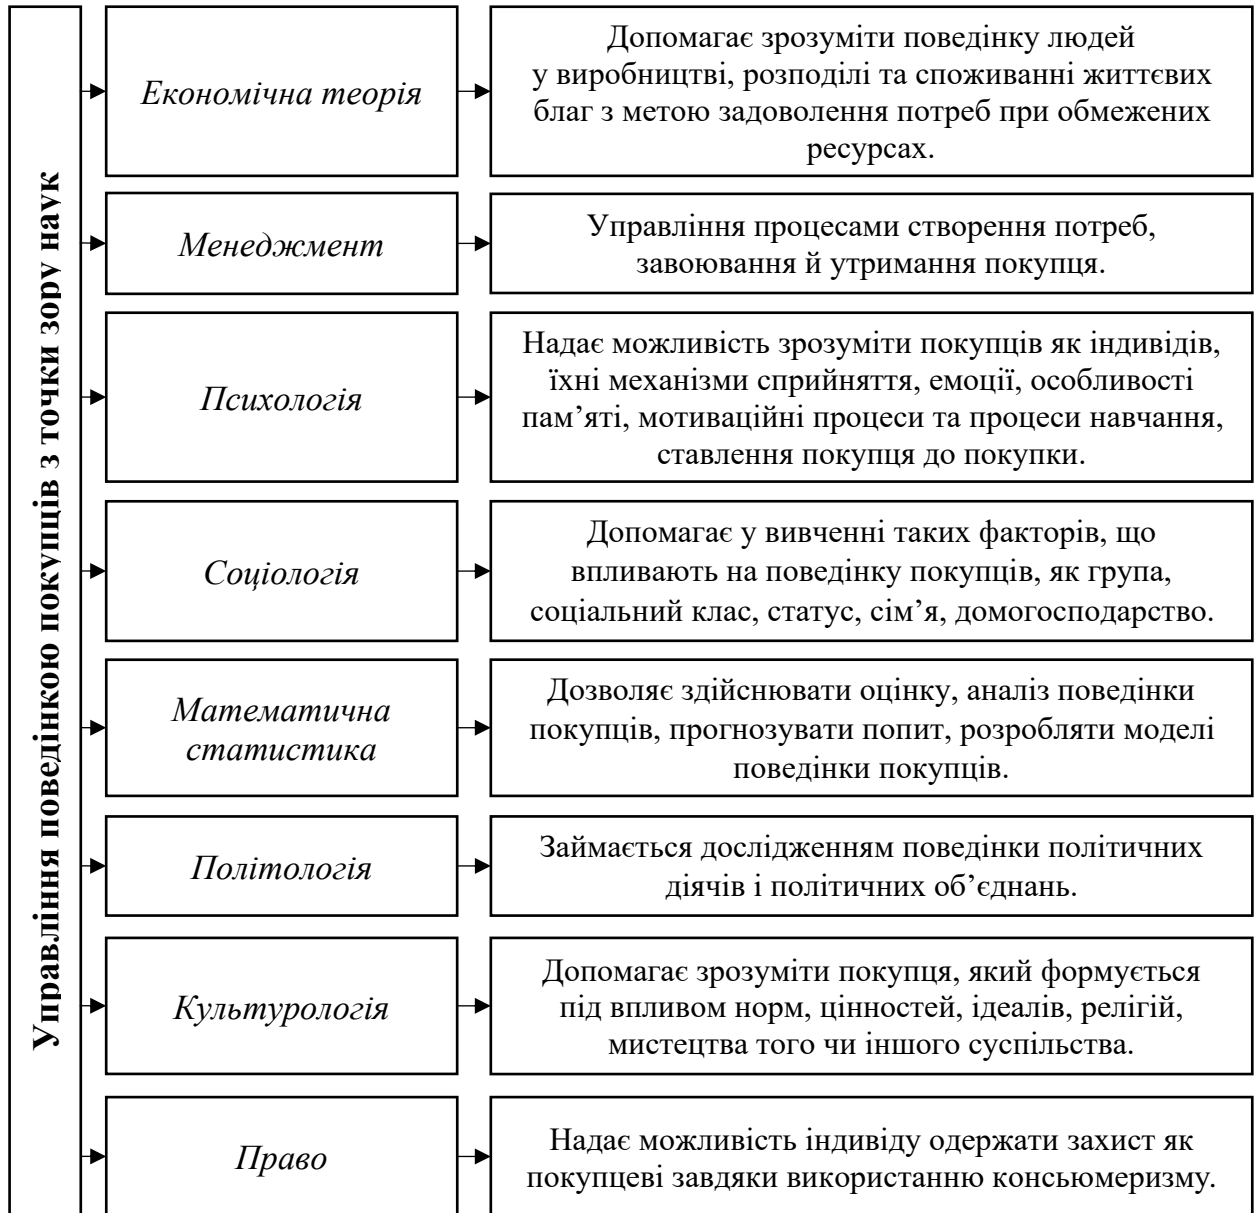 Управління поведінкою покупців з точки зору наук
Економічна теорія
Допомагає зрозуміти поведінку людей
у виробництві, розподілі та споживанні життєвих
благ з метою задоволення потреб при обмежених
ресурсах.
Менеджмент
Управління процесами створення потреб,
завоювання й утримання покупця.
Психологія
Надає можливість зрозуміти покупців як індивідів,
їхні механізми сприйняття, емоції, особливості
пам’яті, мотиваційні процеси та процеси навчання,
ставлення покупця до покупки.
Соціологія
Допомагає у вивченні таких факторів, що
впливають на поведінку покупців, як група,
соціальний клас, статус, сім’я, домогосподарство.
Математична
статистика
Дозволяє здійснювати оцінку, аналіз поведінки
покупців, прогнозувати попит, розробляти моделі
поведінки покупців.
Політологія
Займається дослідженням поведінки політичних
діячів і політичних об’єднань.
Культурологія
Допомагає зрозуміти покупця, який формується
під впливом норм, цінностей, ідеалів, релігій,
мистецтва того чи іншого суспільства.
Право
Надає можливість індивіду одержати захист як
покупцеві завдяки використанню консьюмеризму.